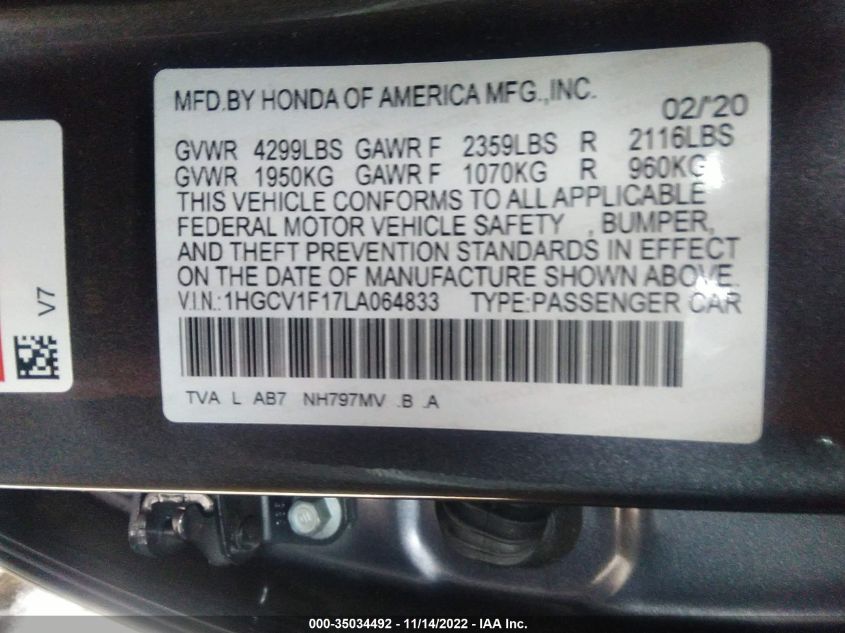 MFD.BY HONDA OF AMERICA MFG.,INC.
02/'20
GVWR 4299LBS GAWR F 2359LBS R 2116LBS
GVWR 1950KG GAWR F 1070KG R 960KG
THIS VEHICLE CONFORMS TO ALL APPLICABLE
FEDERAL MOTOR VEHICLE SAFETY , BUMPER,
AND THEFT PREVENTION STANDARDS IN EFFECT
ON THE DATE OF MANUFACTURE SHOWN ABOVE.
V.I.N.:1HGCV1F17LA064833 TYPE:PASSENGER CAR
TVA L AB7 NH797MV .B .A
V7
000-35034492 - 11/14/2022 - IAA Inc.